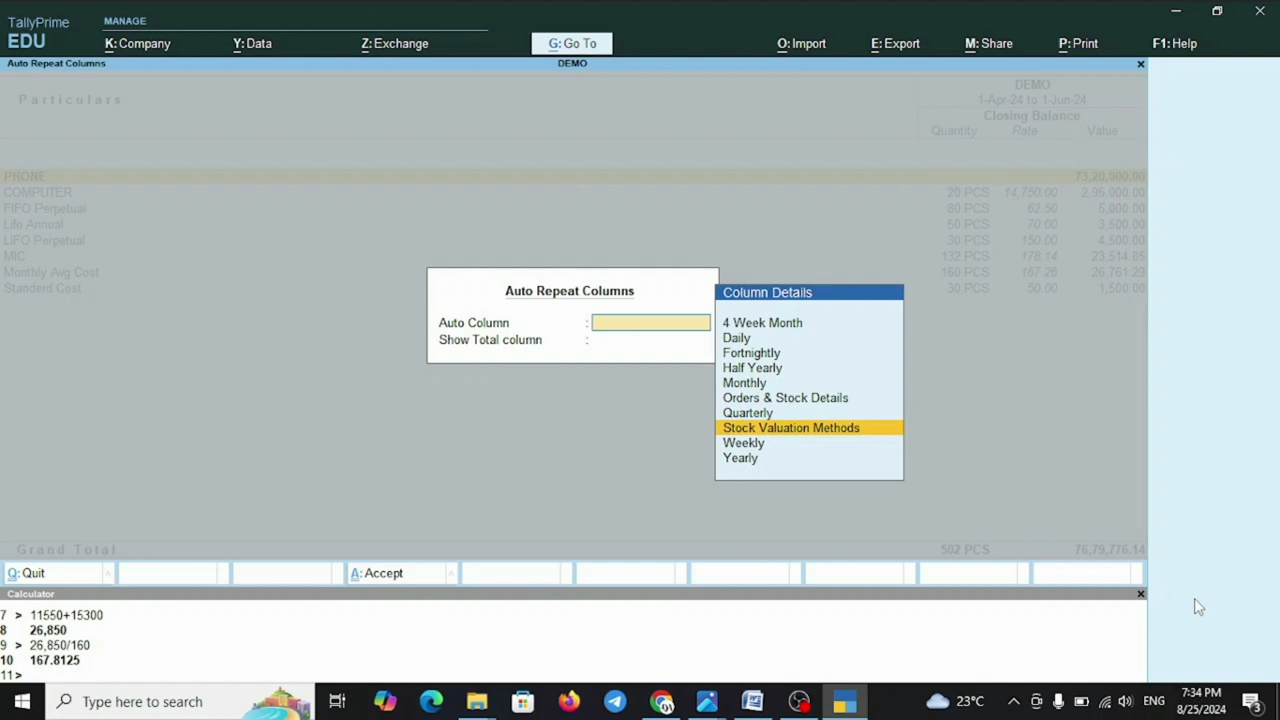 TallyPrime
EDU
MANAGE
K: Company
Y: Data
Z: Exchange
G: Go To
O: Import
E: Export
M: Share
P: Print
F1: Help
Auto Repeat Columns
DEMO
Particulars
DEMO
1-Apr-24 to 1-Jun-24
Closing Balance
Quantity Rate Value
PHONE 73,20,000.00
COMPUTER 20 PCS 14,750.00 2,95,000.00
FIFO Perpetual 80 PCS 62.50 5,000.00
Lifo Annual 50 PCS 70.00 3,500.00
LIFO Perpetual 30 PCS 150.00 4,500.00
MIC 132 PCS 178.14 23,514.85
Monthly Avg Cost 160 PCS 167.26 26,761.29
Standerd Cost 30 PCS 50.00 1,500.00
Auto Repeat Columns
Auto Column :
Show Total column :
Column Details
4 Week Month
Daily
Fortnightly
Half Yearly
Monthly
Orders & Stock Details
Quarterly
Stock Valuation Methods
Weekly
Yearly
Grand Total 502 PCS 76,79,776.14
Q: Quit
A: Accept
Calculator
7 > 11550+15300
8 26,850
9 > 26,850/160
10 167.8125
11>
Type here to search
23°C
ENG
7:34 PM
8/25/2024
3